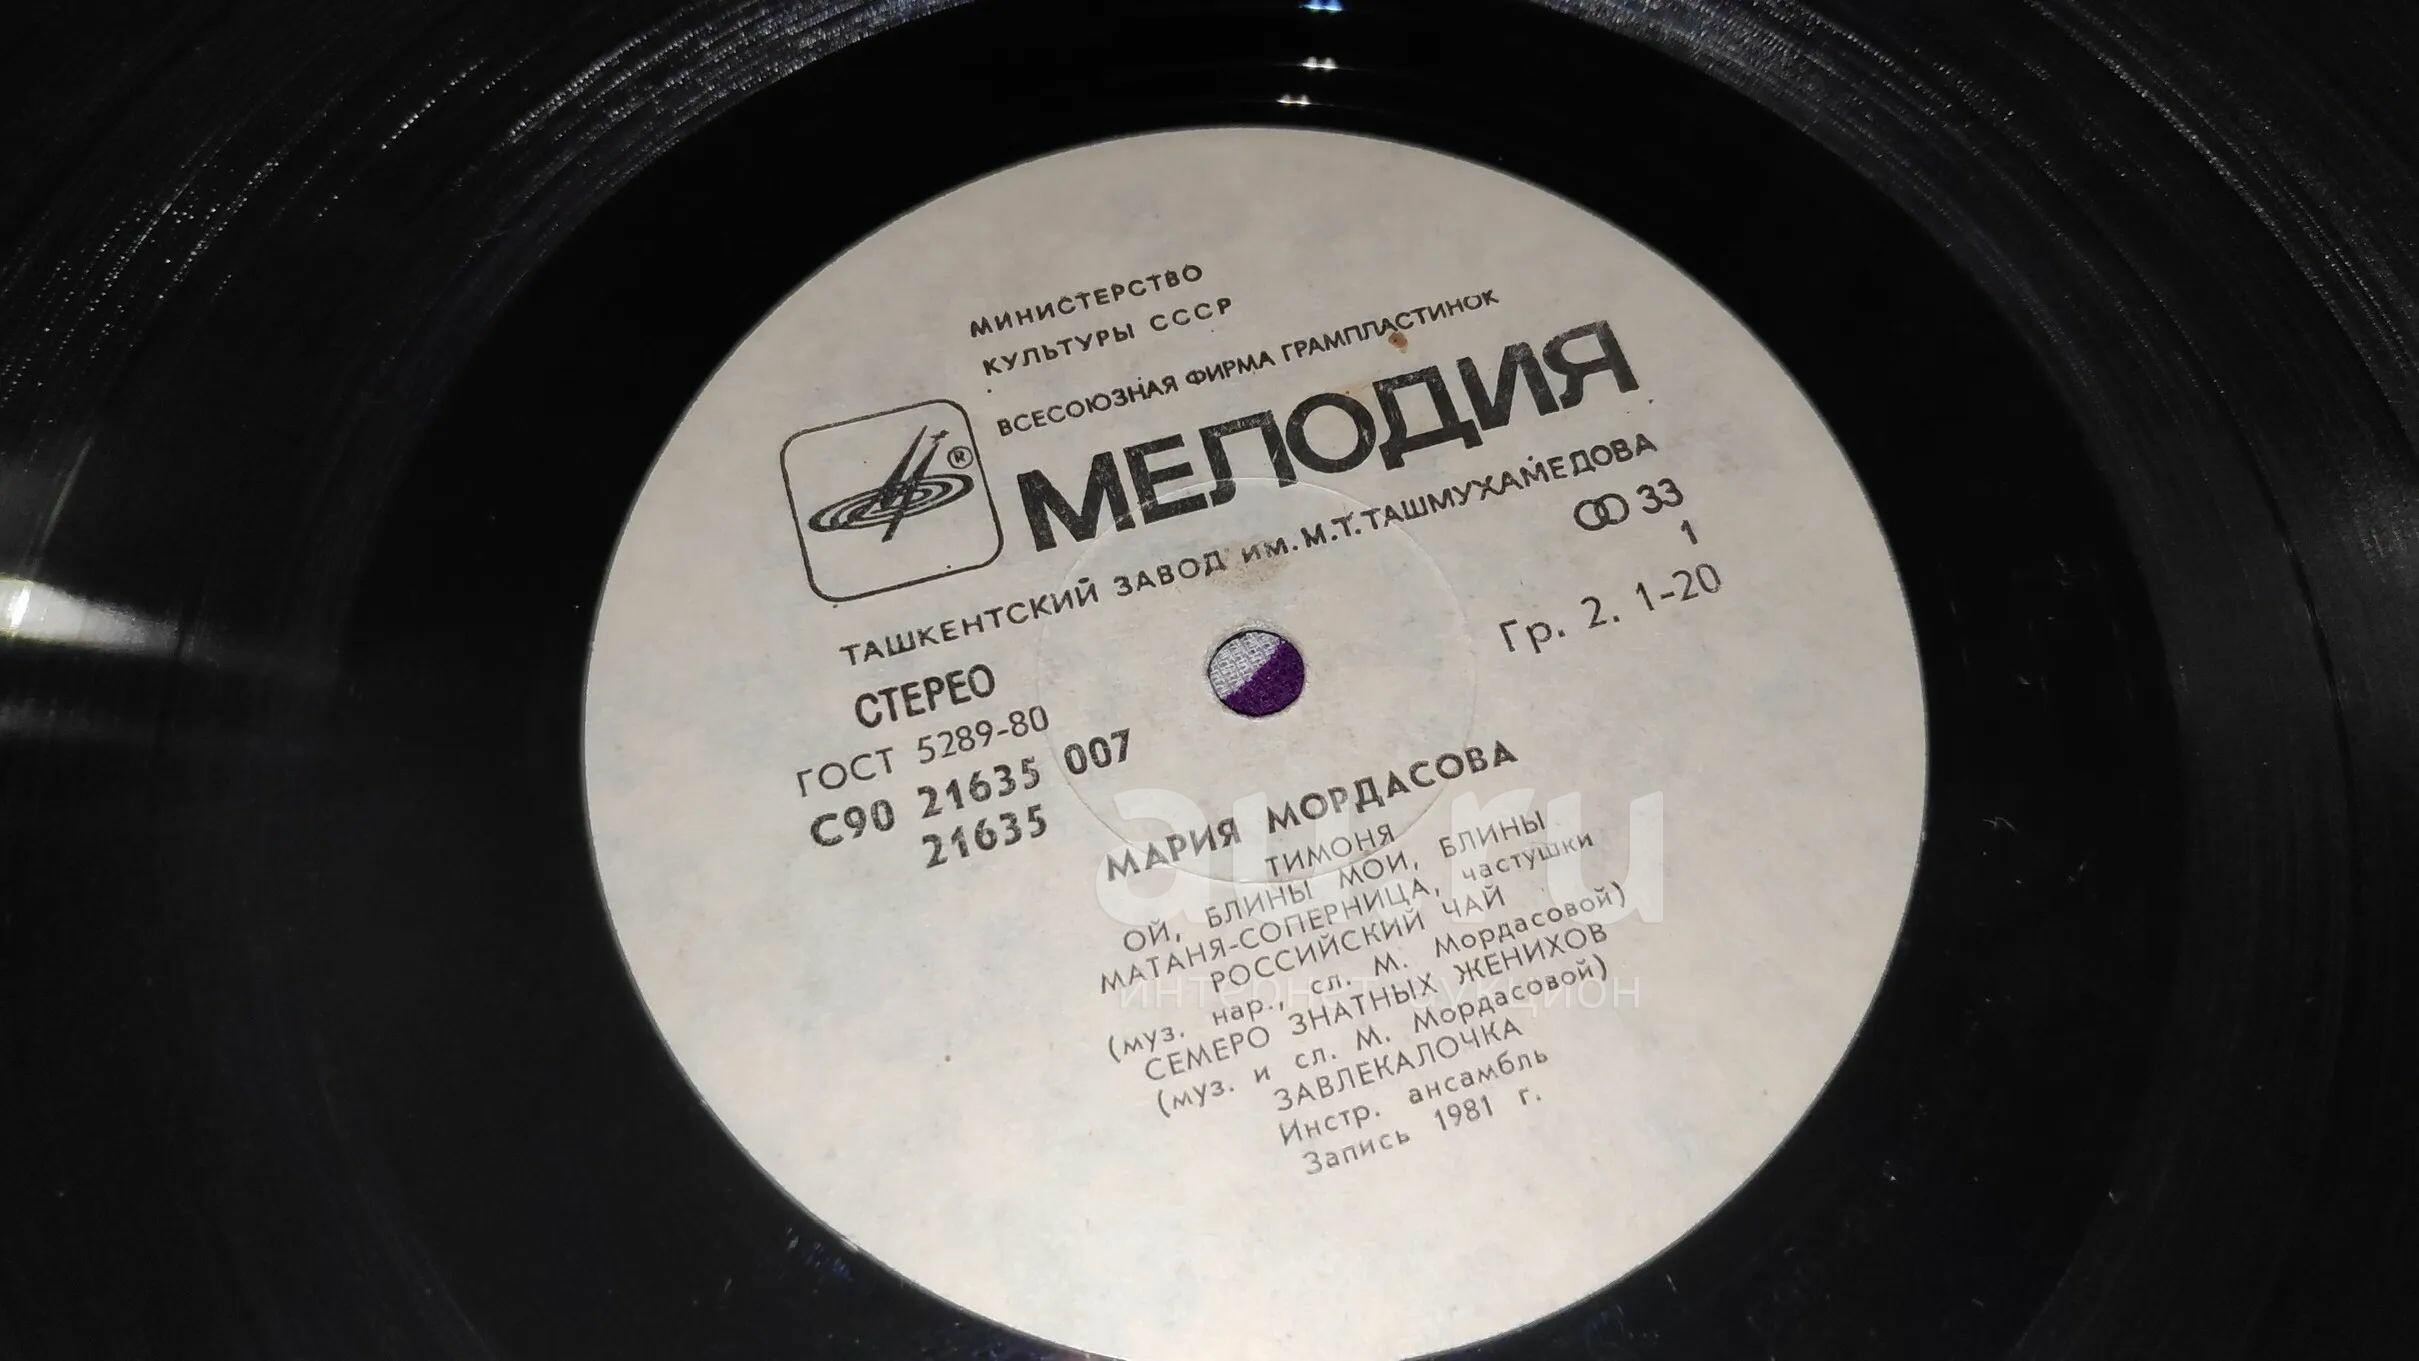 МИНИСТЕРСТВО
КУЛЬТУРЫ СССР
ВСЕСОЮЗНАЯ ФИРМА ГРАМПЛАСТИНОК
МЕЛОДИЯ
®
ТАШКЕНТСКИЙ ЗАВОД ИМ. М.Т. ТАШМУХАМЕДОВА
СТЕРЕО
33
1
ГОСТ 5289-80
Гр. 2. 1-20
С90 21635 007
21635
МАРИЯ МОРДАСОВА
ТИМОНЯ
ОЙ, БЛИНЫ МОИ, БЛИНЫ
МАТАНЯ-СОПЕРНИЦА, частушки
РОССИЙСКИЙ ЧАЙ
(муз. нар., сл. М. Мордасовой)
СЕМЕРО ЗНАТНЫХ ЖЕНИХОВ
(муз. и сл. М. Мордасовой)
ЗАВЛЕКАЛОЧКА
Инстр. ансамбль
Запись 1981 г.
au.ru
интернет аукцион